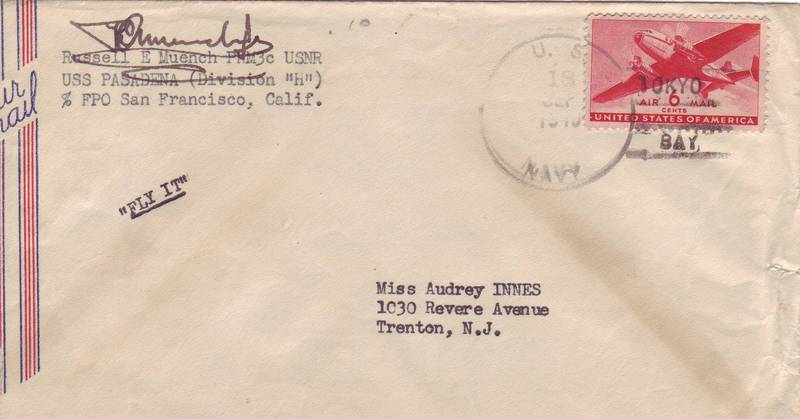 Russell E Muench PhM3c USNR
USS PASADENA (Division "H")
% FPO San Francisco, Calif.
U. S.
18
SEP
NAVY
TOKYO
BAY
AIR 6 MAIL
CENTS
UNITED STATES OF AMERICA
"FLY IT"
Miss Audrey INNES
1030 Revere Avenue
Trenton, N.J.